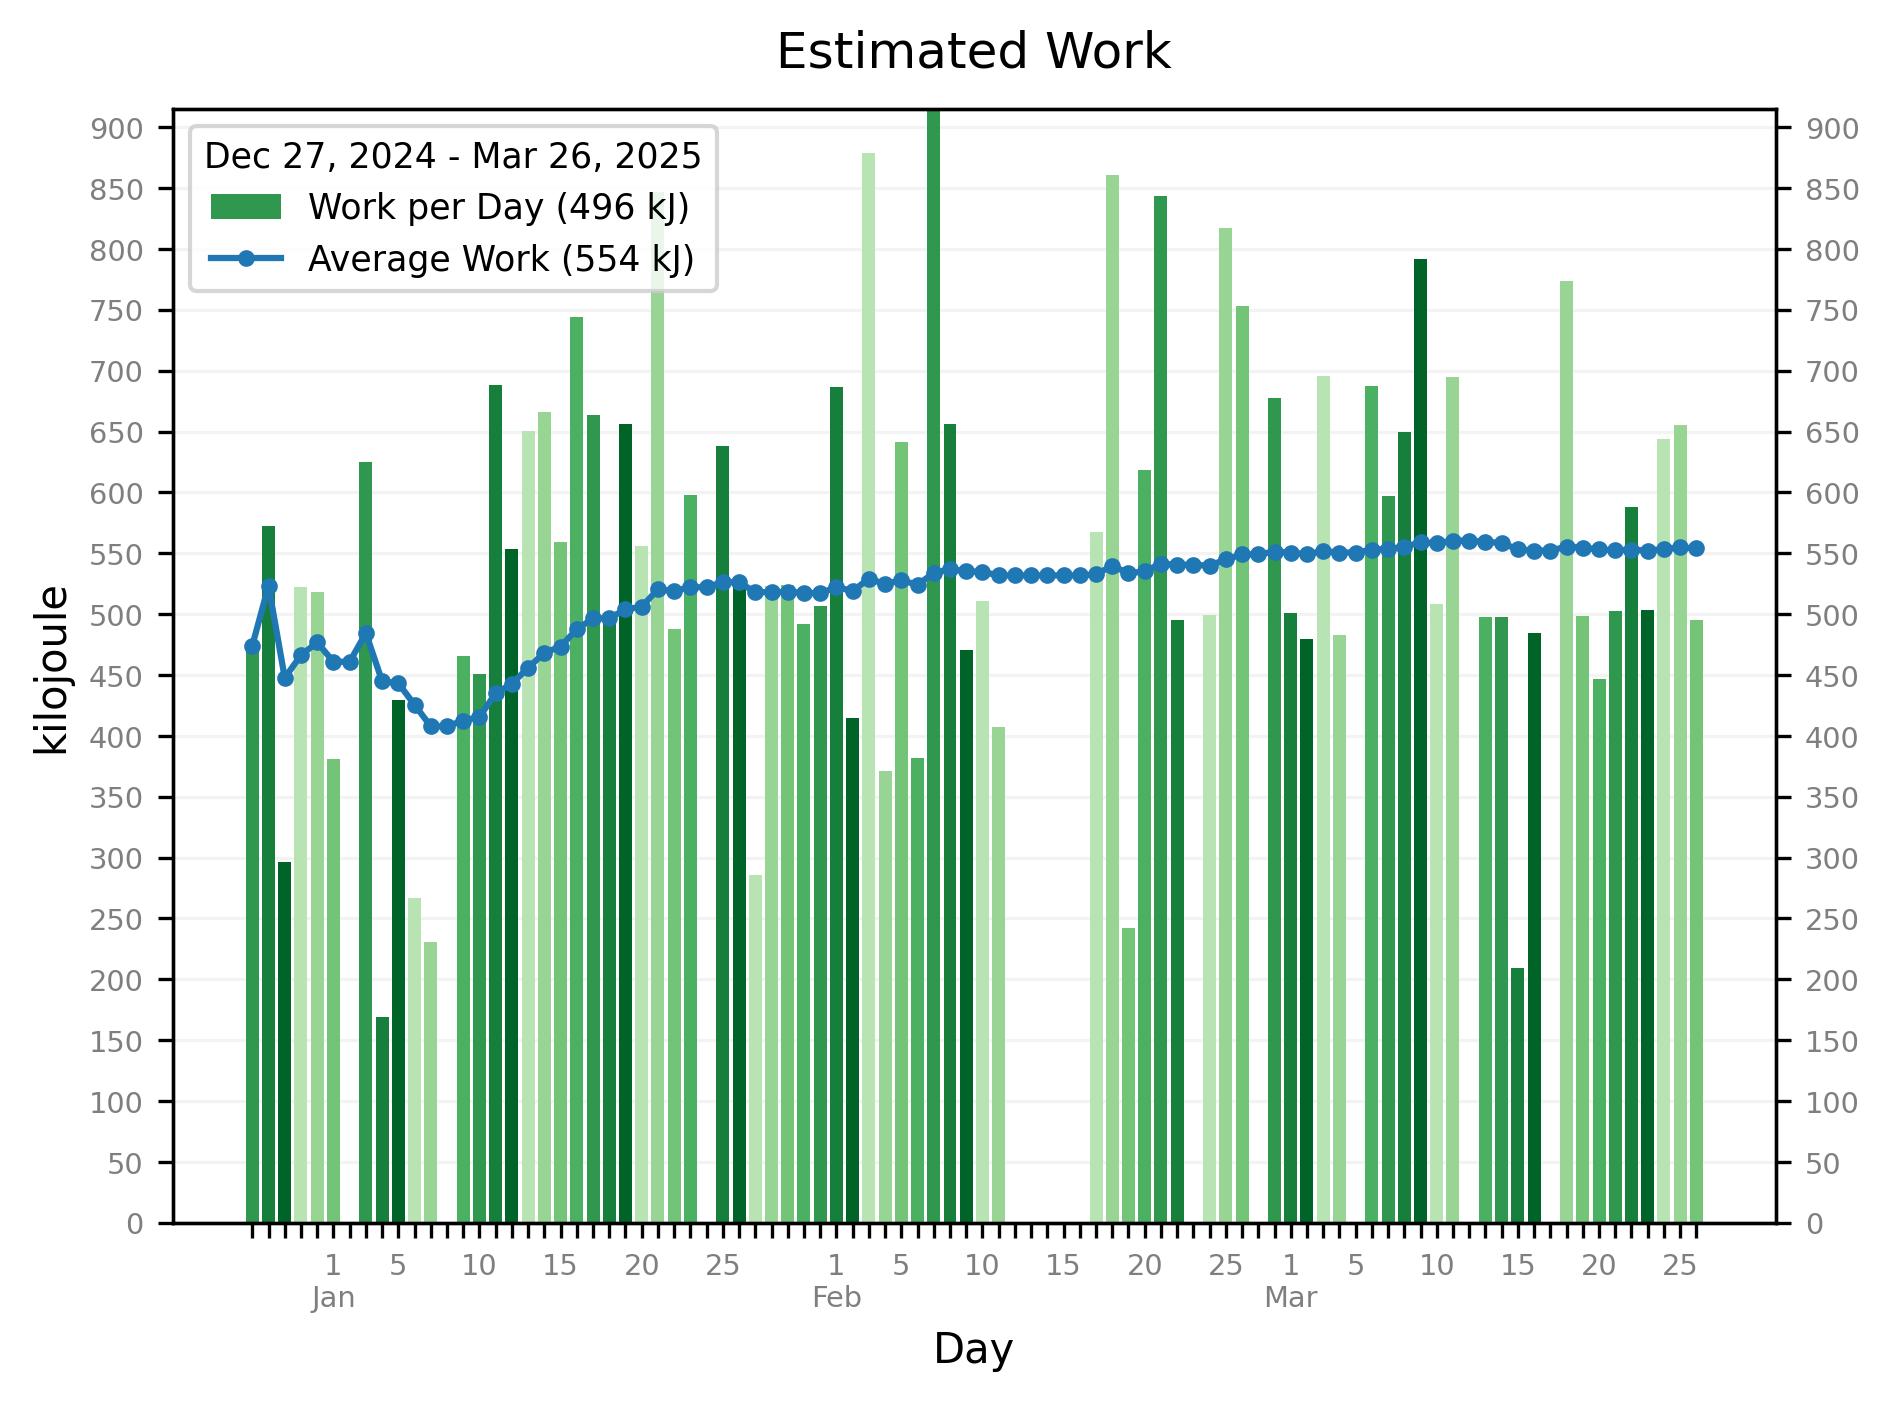 Estimated Work
Dec 27, 2024 - Mar 26, 2025
Work per Day (496 kJ)
Average Work (554 kJ)
kilojoule
900 900
850 850
800 800
750 750
700 700
650 650
600 600
550 550
500 500
450 450
400 400
350 350
300 300
250 250
200 200
150 150
100 100
50 50
0 0
1 5 10 15 20 25 1 5 10 15 20 25 1 5 10 15 20 25
Jan Feb Mar
Day